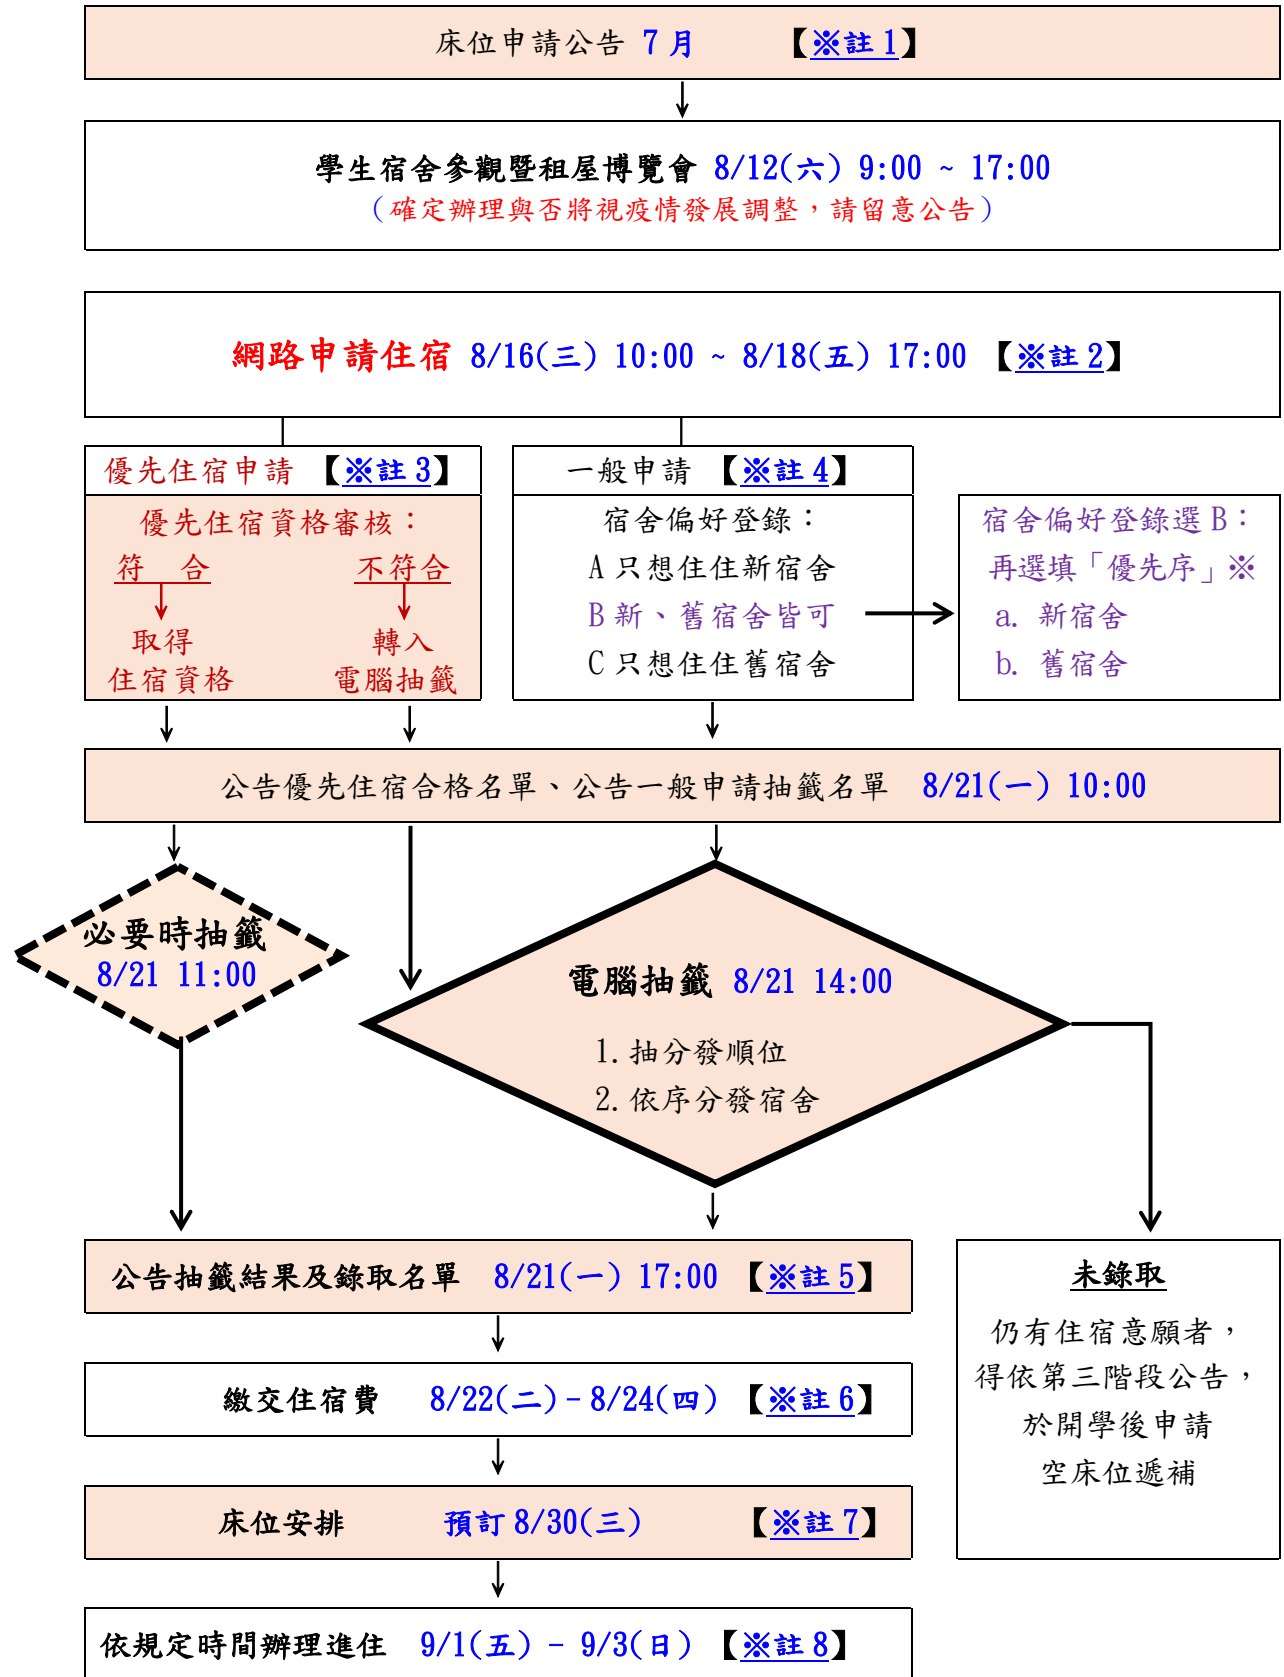 床位申請公告 7月 【※註1】
學生宿舍參觀暨租屋博覽會 8/12(六) 9:00 ~ 17:00
（確定辦理與否將視疫情發展調整，請留意公告）
網路申請住宿 8/16(三) 10:00 ~ 8/18(五) 17:00 【※註2】
優先住宿申請 【※註3】
優先住宿資格審核：
符 合
不符合
取得
住宿資格
轉入
電腦抽籤
一般申請 【※註4】
宿舍偏好登錄：
A只想住住新宿舍
B新、舊宿舍皆可
C只想住住舊宿舍
宿舍偏好登錄選B：
再選填「優先序」※
a. 新宿舍
b. 舊宿舍
公告優先住宿合格名單、公告一般申請抽籤名單 8/21(一) 10:00
必要時抽籤
8/21 11:00
電腦抽籤 8/21 14:00
1.抽分發順位
2.依序分發宿舍
公告抽籤結果及錄取名單 8/21(一) 17:00 【※註5】
繳交住宿費 8/22(二)-8/24(四) 【※註6】
床位安排 預訂8/30(三) 【※註7】
依規定時間辦理進住 9/1(五) - 9/3(日) 【※註8】
未錄取
仍有住宿意願者，
得依第三階段公告，
於開學後申請
空床位遞補